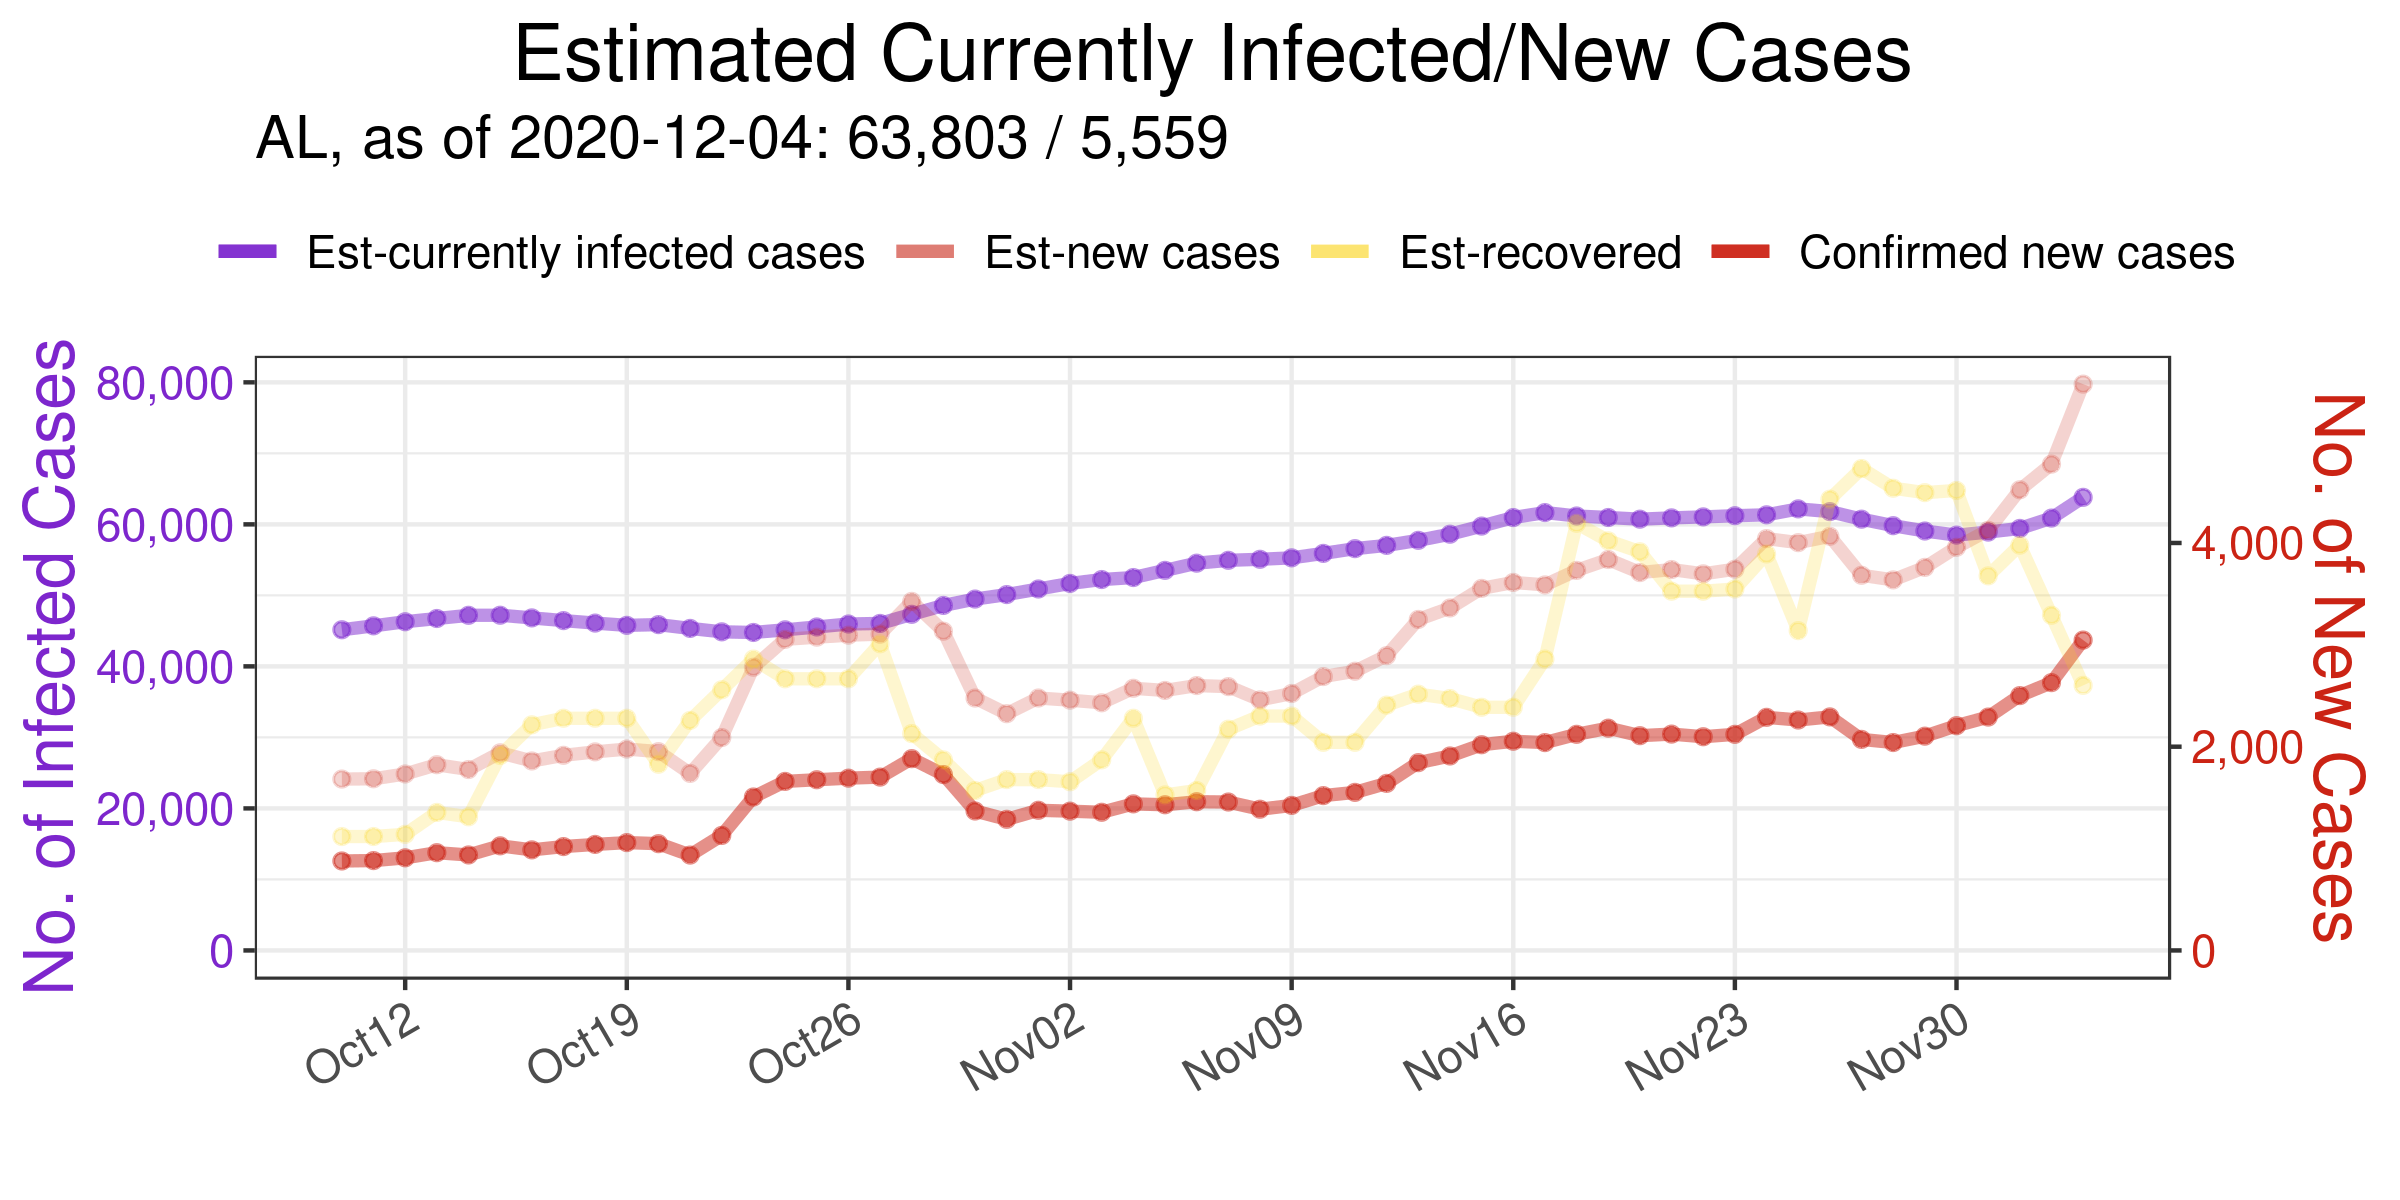 Estimated Currently Infected/New Cases
AL, as of 2020-12-04: 63,803 / 5,559
Est-currently infected cases Est-new cases Est-recovered Confirmed new cases
No. of Infected Cases
80,000
60,000
40,000
20,000
0
4,000
2,000
0
No. of New Cases
Oct12 Oct19 Oct26 Nov02 Nov09 Nov16 Nov23 Nov30